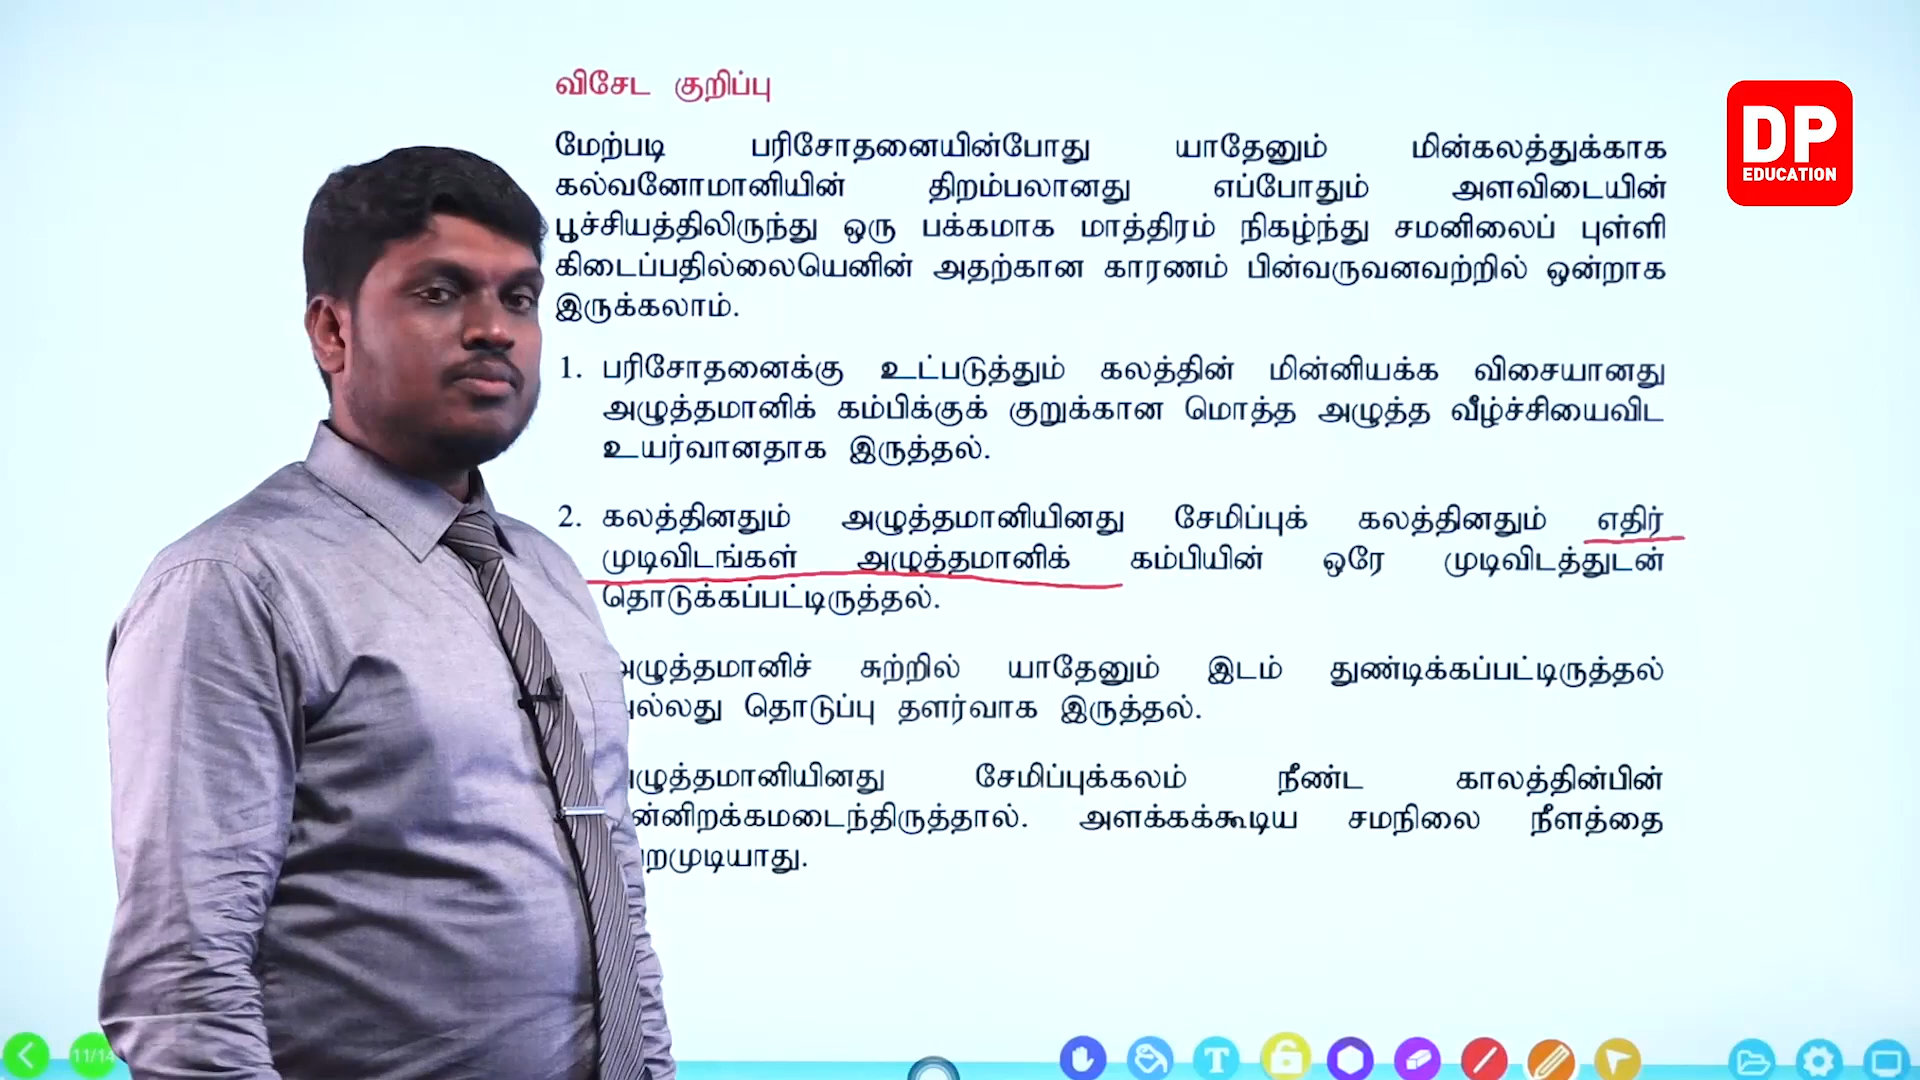 விசேட குறிப்பு
DP
EDUCATION
மேற்படி பரிசோதனையின்போது யாதேனும் மின்கலத்துக்காக
கல்வனோமானியின் திறம்பலானது எப்போதும் அளவிடையின்
பூச்சியத்திலிருந்து ஒரு பக்கமாக மாத்திரம் நிகழ்ந்து சமனிலைப் புள்ளி
கிடைப்பதில்லையெனின் அதற்கான காரணம் பின்வருவனவற்றில் ஒன்றாக
இருக்கலாம்.
1. பரிசோதனைக்கு உட்படுத்தும் கலத்தின் மின்னியக்க விசையானது
அழுத்தமானிக் கம்பிக்குக் குறுக்கான மொத்த அழுத்த வீழ்ச்சியைவிட
உயர்வானதாக இருத்தல்.
2. கலத்தினதும் அழுத்தமானியினது சேமிப்புக் கலத்தினதும் எதிர்
முடிவிடங்கள் அழுத்தமானிக் கம்பியின் ஒரே முடிவிடத்துடன்
தொடுக்கப்பட்டிருத்தல்.
சுற்றில் யாதேனும் இடம் துண்டிக்கப்பட்டிருத்தல்
தொடுப்பு தளர்வாக இருத்தல்.
சேமிப்புக்கலம் நீண்ட காலத்தின்பின்
அளக்கக்கூடிய சமநிலை நீளத்தை
11/14
T